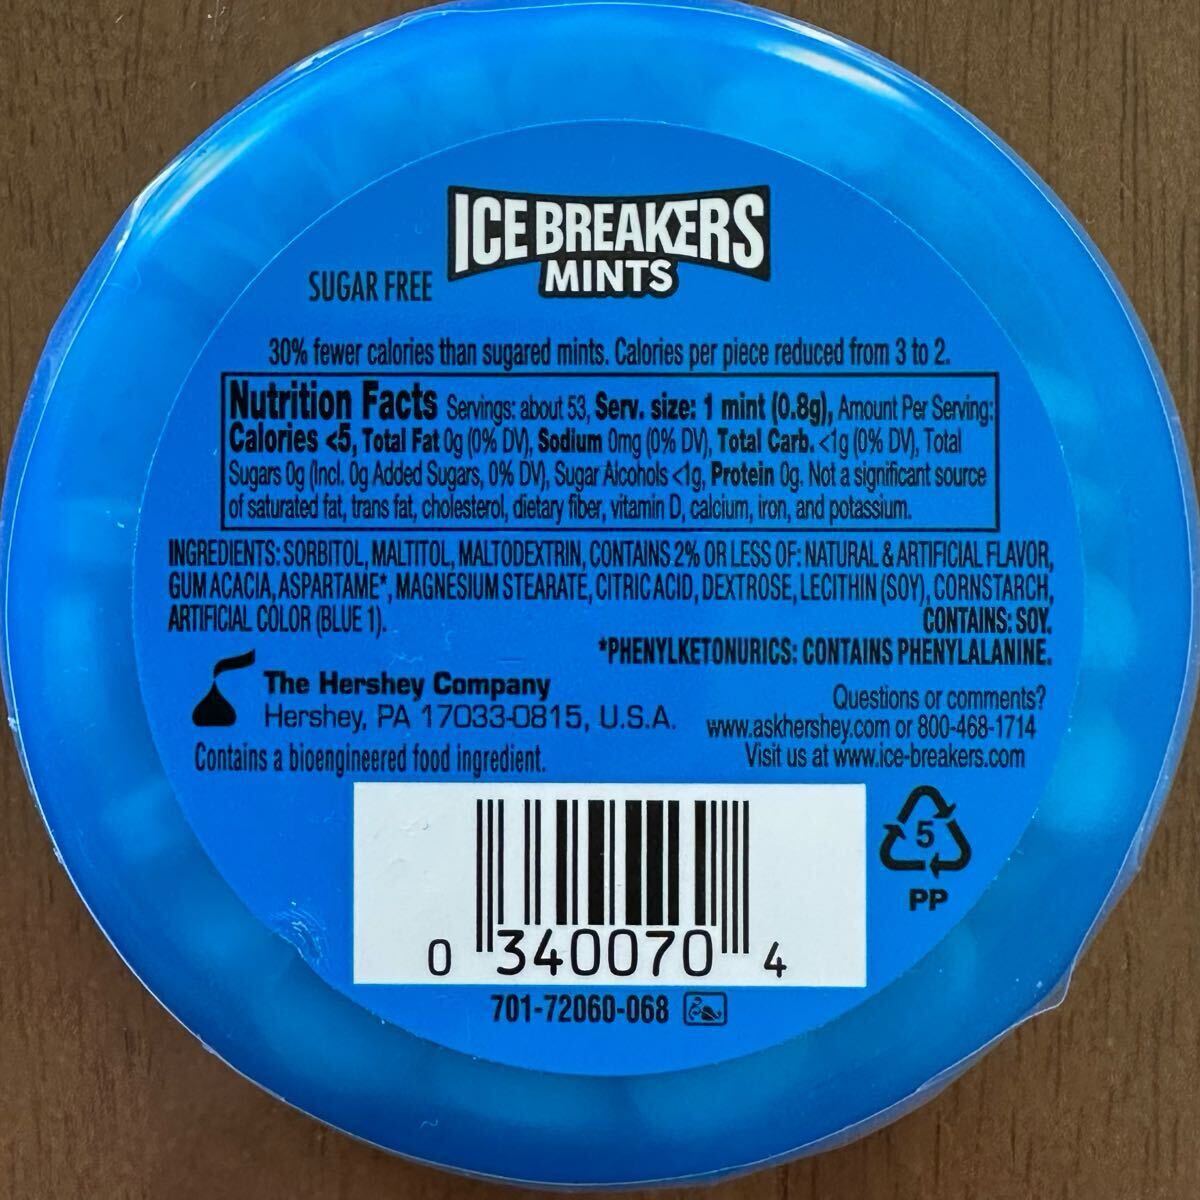 ICE BREAKERS
MINTS
SUGAR FREE
30% fewer calories than sugared mints. Calories per piece reduced from 3 to 2.
Nutrition Facts Servings: about 53, Serv. size: 1 mint (0.8g), Amount Per Serving:
Calories <5, Total Fat 0g (0% DV), Sodium 0mg (0% DV), Total Carb. <1g (0% DV), Total
Sugars 0g (Incl. 0g Added Sugars, 0% DV), Sugar Alcohols <1g, Protein 0g. Not a significant source
of saturated fat, trans fat, cholesterol, dietary fiber, vitamin D, calcium, iron, and potassium.
INGREDIENTS: SORBITOL, MALTITOL, MALTODEXTRIN, CONTAINS 2% OR LESS OF: NATURAL & ARTIFICIAL FLAVOR,
GUM ACACIA, ASPARTAME*, MAGNESIUM STEARATE, CITRIC ACID, DEXTROSE, LECITHIN (SOY), CORNSTARCH,
ARTIFICIAL COLOR (BLUE 1).
CONTAINS: SOY.
*PHENYLKETONURICS: CONTAINS PHENYLALANINE.
The Hershey Company
Hershey, PA 17033-0815, U.S.A.
Contains a bioengineered food ingredient.
Questions or comments?
www.askhershey.com or 800-468-1714
Visit us at www.ice-breakers.com
5
PP
0 340070 4
701-72060-068